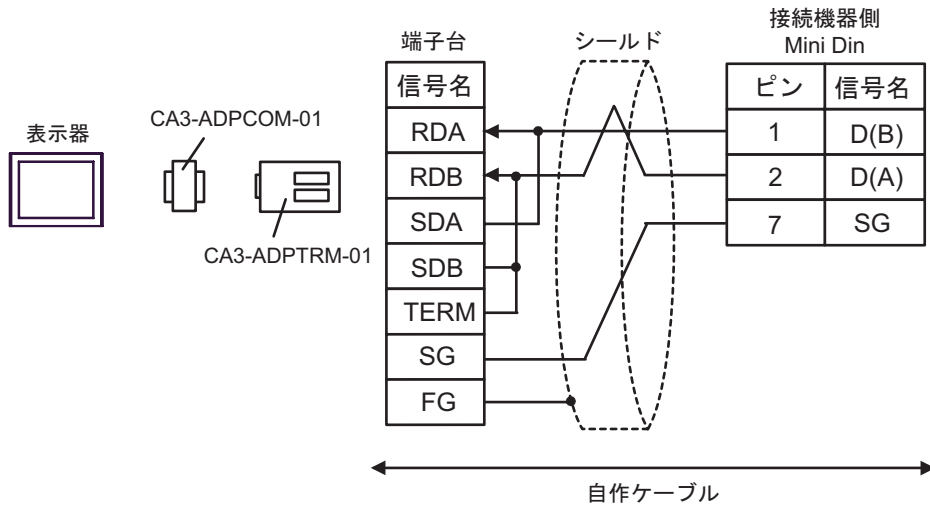 表示器
CA3-ADPCOM-01
CA3-ADPTRM-01
端子台
信号名
RDA
RDB
SDA
SDB
TERM
SG
FG
シールド
接続機器側
Mini Din
ピン 信号名
1 D(B)
2 D(A)
7 SG
自作ケーブル